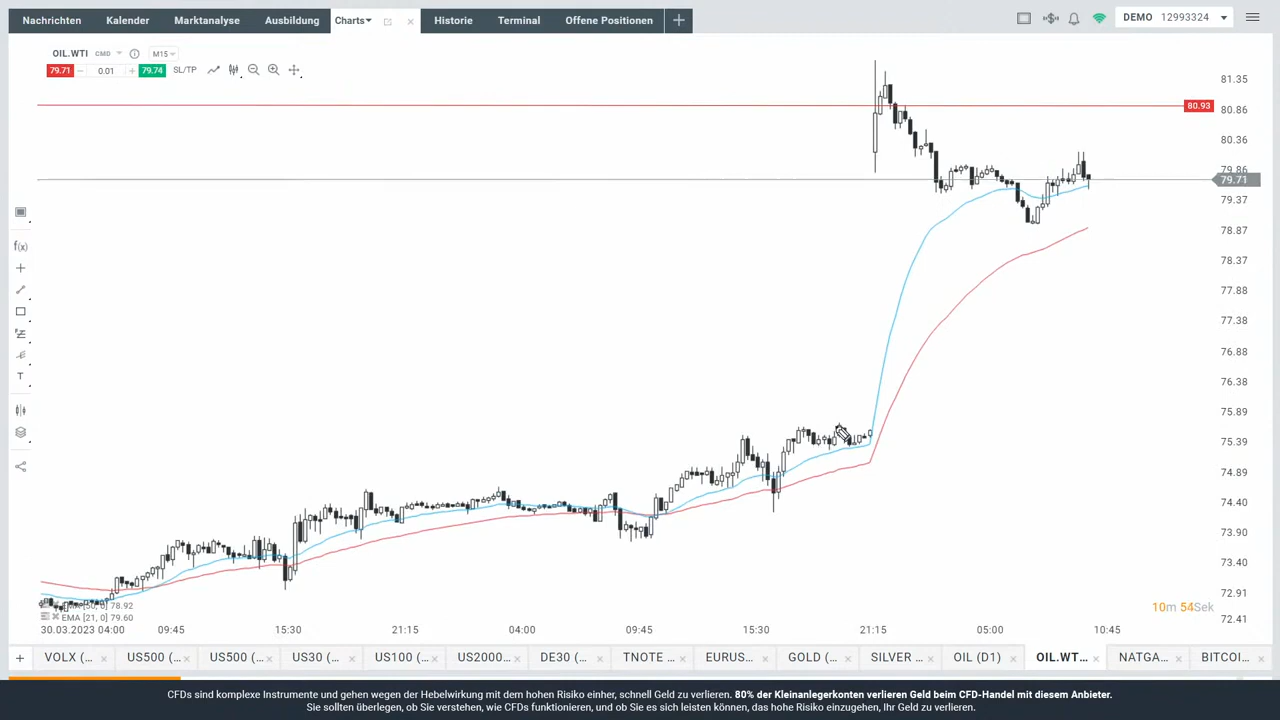 Nachrichten Kalender Marktanalyse Ausbildung Charts Historie Terminal Offene Positionen DEMO 12993324
OIL.WTI CMD M15
79.71 0.01 79.74 SL/TP
81.35
80.93
80.86
80.36
79.86
79.71
79.37
78.87
78.37
77.88
77.38
76.88
76.38
75.89
75.39
74.89
74.40
73.90
73.40
72.91
72.41
f(x)
T
78.92
EMA [21, 0] 79.60
10m 54Sek
30.03.2023 04:00 09:45 15:30 21:15 04:00 09:45 15:30 21:15 05:00 10:45
VOLX (... US500 (... US500 (... US30 (... US100 (... US2000... DE30 (... TNOTE ... EURUS... GOLD (... SILVER ... OIL (D1) OIL.WT... NATGA... BITCOI...
CFDs sind komplexe Instrumente und gehen wegen der Hebelwirkung mit dem hohen Risiko einher, schnell Geld zu verlieren. 80% der Kleinanlegerkonten verlieren Geld beim CFD-Handel mit diesem Anbieter.
Sie sollten überlegen, ob Sie verstehen, wie CFDs funktionieren, und ob Sie es sich leisten können, das hohe Risiko einzugehen, Ihr Geld zu verlieren.